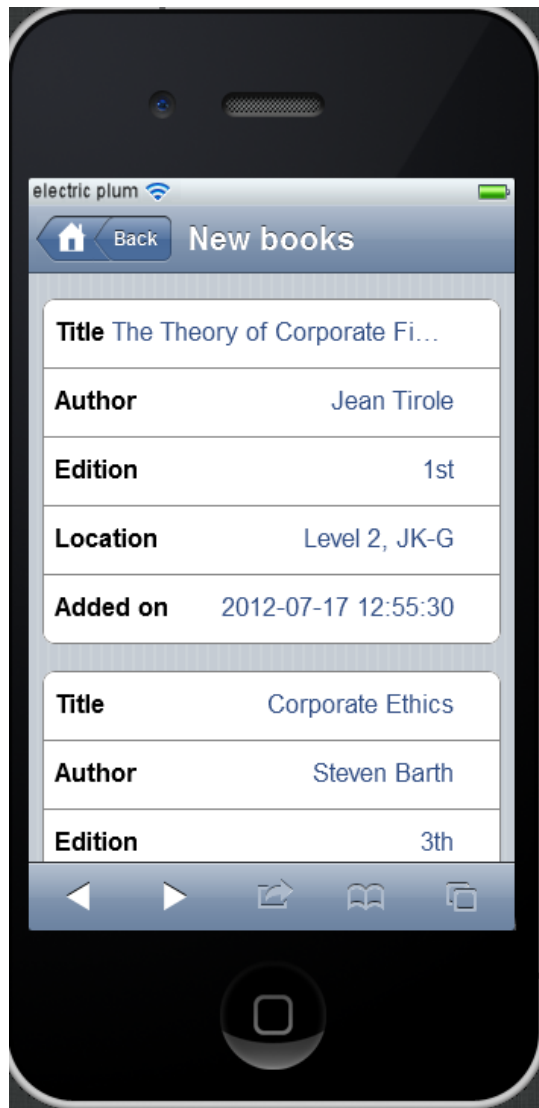 electric plum
Back New books
Title The Theory of Corporate Fi...
Author Jean Tirole
Edition 1st
Location Level 2, JK-G
Added on 2012-07-17 12:55:30
Title Corporate Ethics
Author Steven Barth
Edition 3th